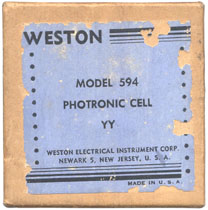 WESTON
MODEL 594
PHOTRONIC CELL
YY
WESTON ELECTRICAL INSTRUMENT CORP.
NEWARK 5, NEW JERSEY, U. S. A.
MADE IN U. S. A.